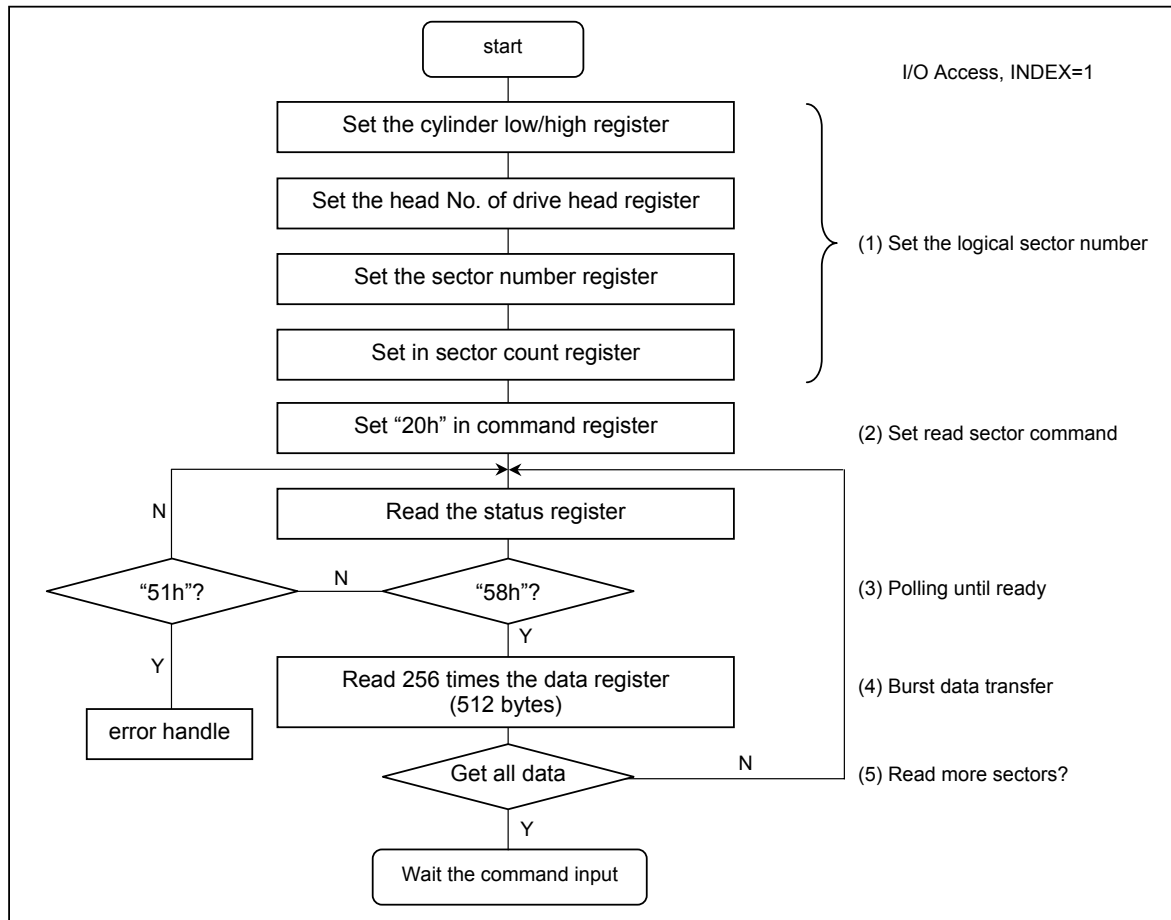 start
I/O Access, INDEX=1
Set the cylinder low/high register
Set the head No. of drive head register
(1) Set the logical sector number
Set the sector number register
Set in sector count register
Set “20h” in command register
(2) Set read sector command
N
Read the status register
“51h”?
N
“58h”?
(3) Polling until ready
Y
Y
Read 256 times the data register
(512 bytes)
(4) Burst data transfer
error handle
Get all data
N
(5) Read more sectors?
Y
Wait the command input